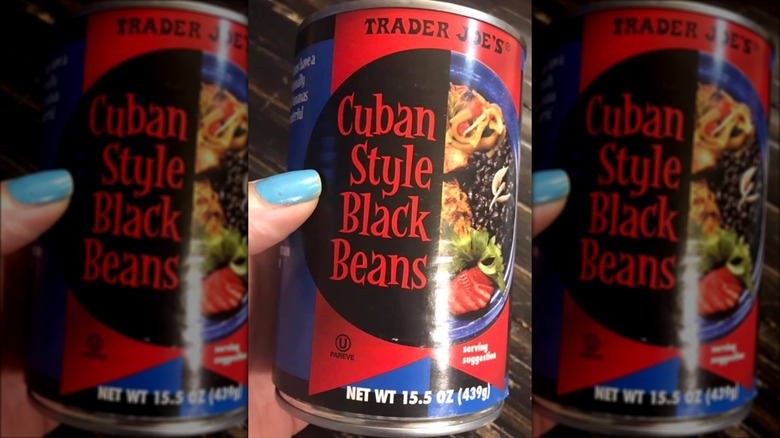 TRADER JOE'S®
Cuban
Style
Black
Beans
U
PAREVE
serving
suggestion
NET WT 15.5 OZ (439g)